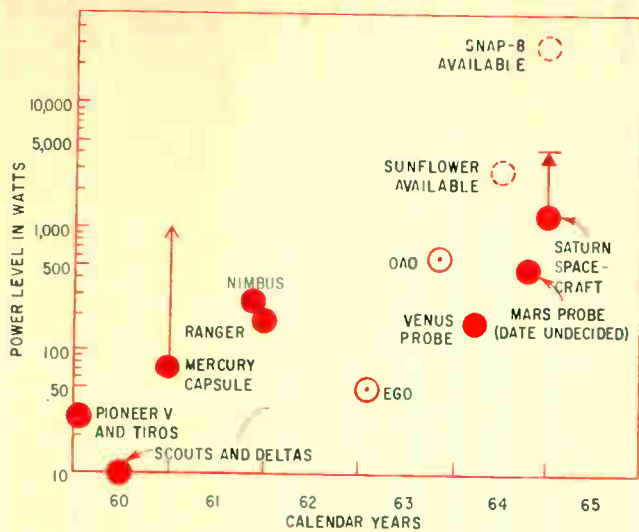 SNAP-8
AVAILABLE
10,000
5,000
SUNFLOWER
AVAILABLE
1,000
500
OAO
SATURN
SPACE-
CRAFT
NIMBUS
RANGER
VENUS
PROBE
MARS PROBE
(DATE UNDECIDED)
100
MERCURY
CAPSULE
50
EGO
PIONEER V
AND TIROS
SCOUTS AND DELTAS
10
POWER LEVEL IN WATTS
60 61 62 63 64 65
CALENDAR YEARS